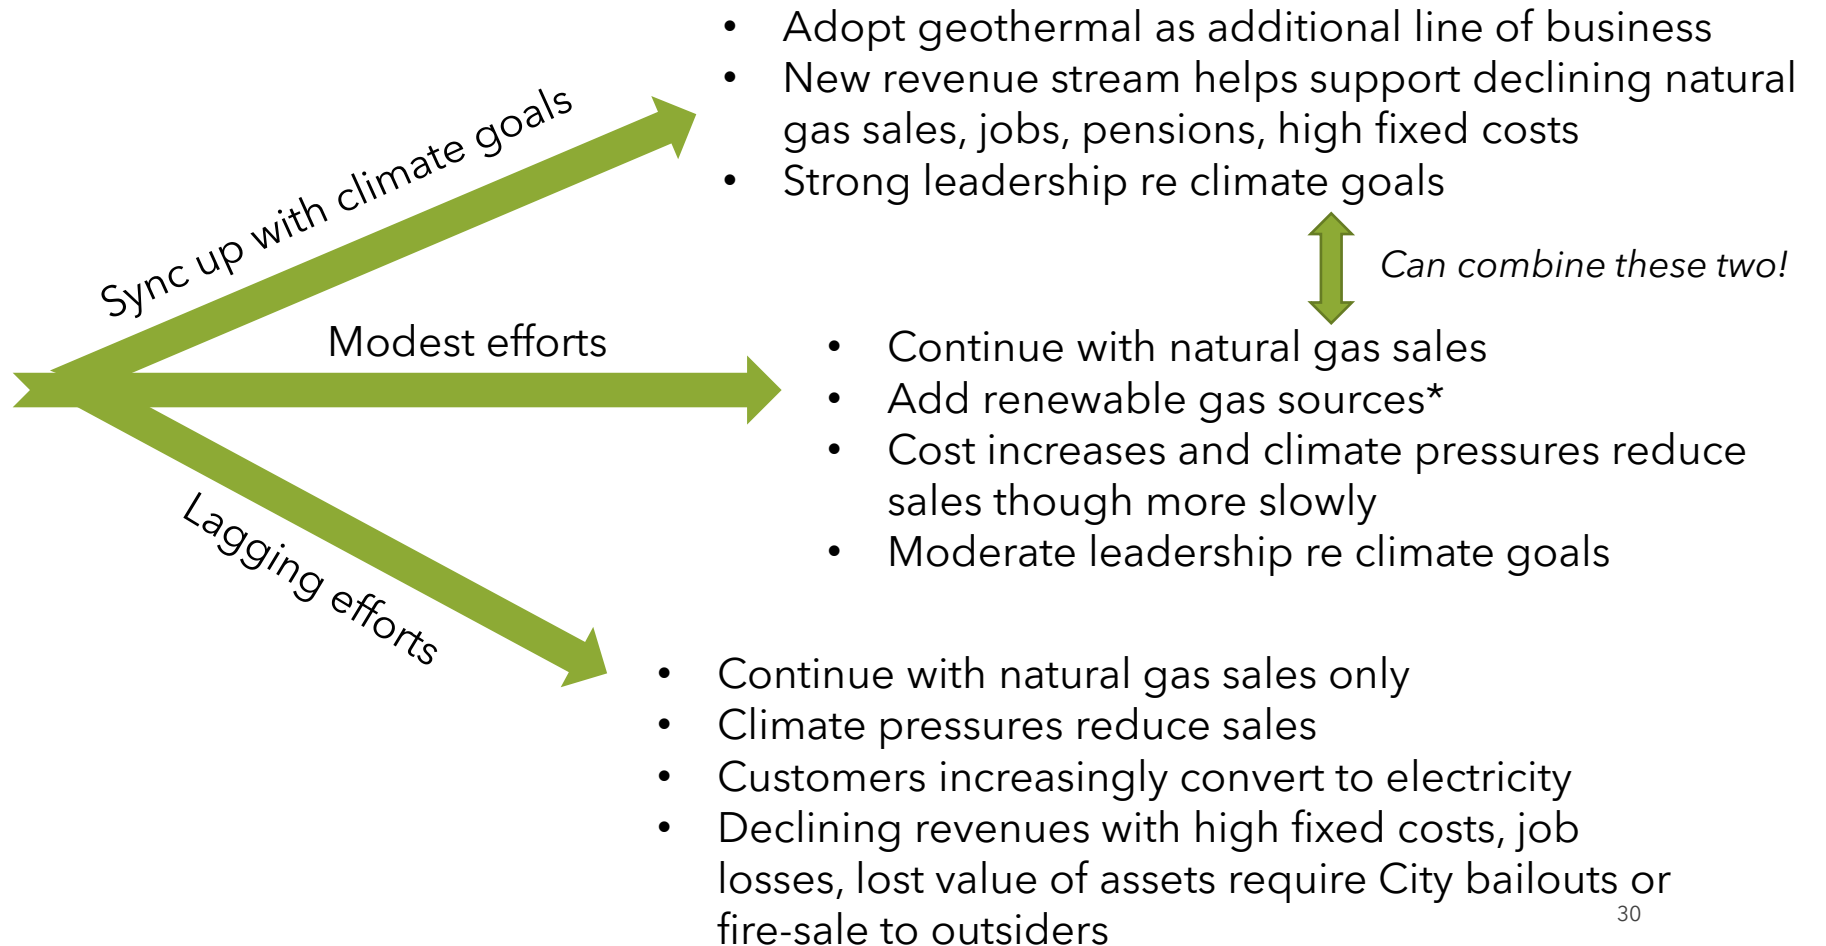 • Adopt geothermal as additional line of business
• New revenue stream helps support declining natural
gas sales, jobs, pensions, high fixed costs
• Strong leadership re climate goals
Sync up with climate goals
Can combine these two!
Modest efforts
• Continue with natural gas sales
• Add renewable gas sources*
• Cost increases and climate pressures reduce
sales though more slowly
• Moderate leadership re climate goals
Lagging efforts
• Continue with natural gas sales only
• Climate pressures reduce sales
• Customers increasingly convert to electricity
• Declining revenues with high fixed costs, job
losses, lost value of assets require City bailouts or
fire-sale to outsiders
30